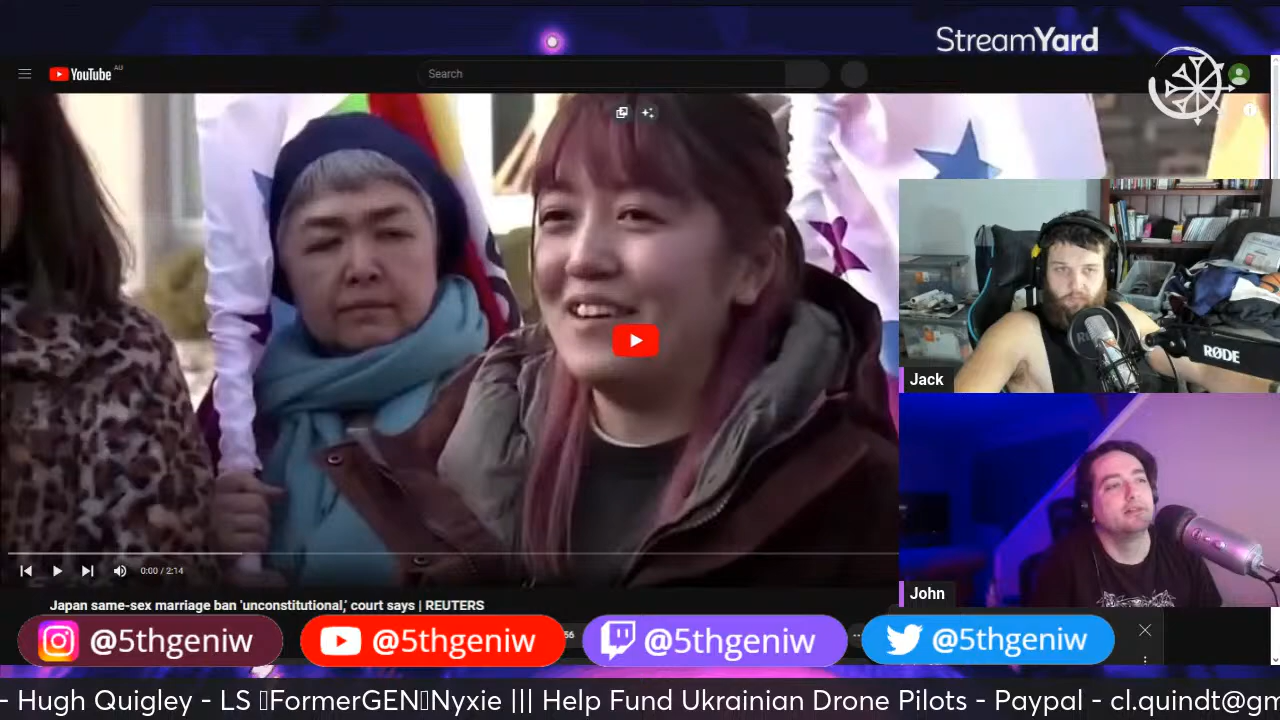 StreamYard
YouTube AU
Search
RØDE
Jack
John
0:00 / 2:14
Japan same-sex marriage ban 'unconstitutional,' court says | REUTERS
56
@5thgeniw
@5thgeniw
@5thgeniw
@5thgeniw
- Hugh Quigley - LS ▯FormerGEN▯Nyxie ||| Help Fund Ukrainian Drone Pilots - Paypal - cl.quindt@gm